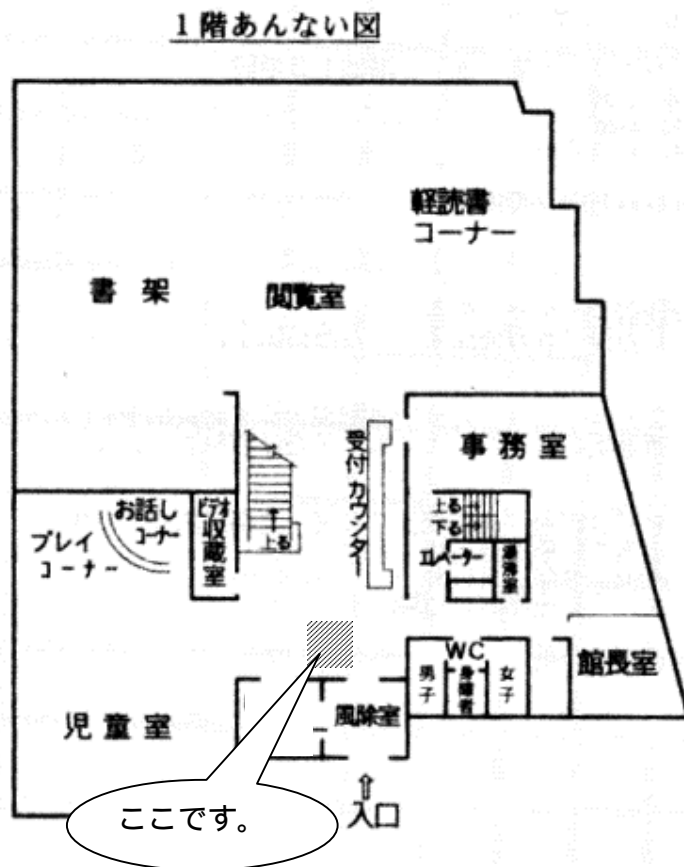 1階あんない図
軽読書
コーナー
書架
閲覧室
事務室
受付カウンター
上る
上る
下る
エレベーター
湯沸室
お話し
コーナー
ビデオ
収蔵室
プレイ
コーナー
WC
男子
身障者
女子
館長室
児童室
風除室
ここです。
入口